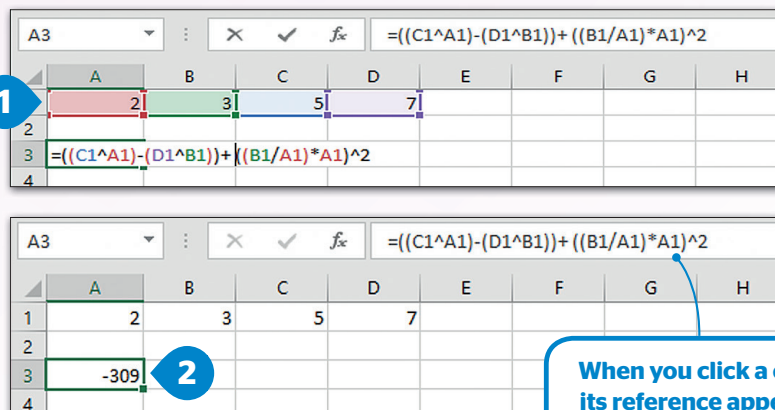 A3 fx =((C1^A1)-(D1^B1))+ ((B1/A1)*A1)^2
A B C D E F G H
1 2 3 5 7
2
3 =((C1^A1)-(D1^B1))+ ((B1/A1)*A1)^2
4
A3 fx =((C1^A1)-(D1^B1))+ ((B1/A1)*A1)^2
A B C D E F G H
1 2 3 5 7
2
3 -309 2
4
When you click a
its reference